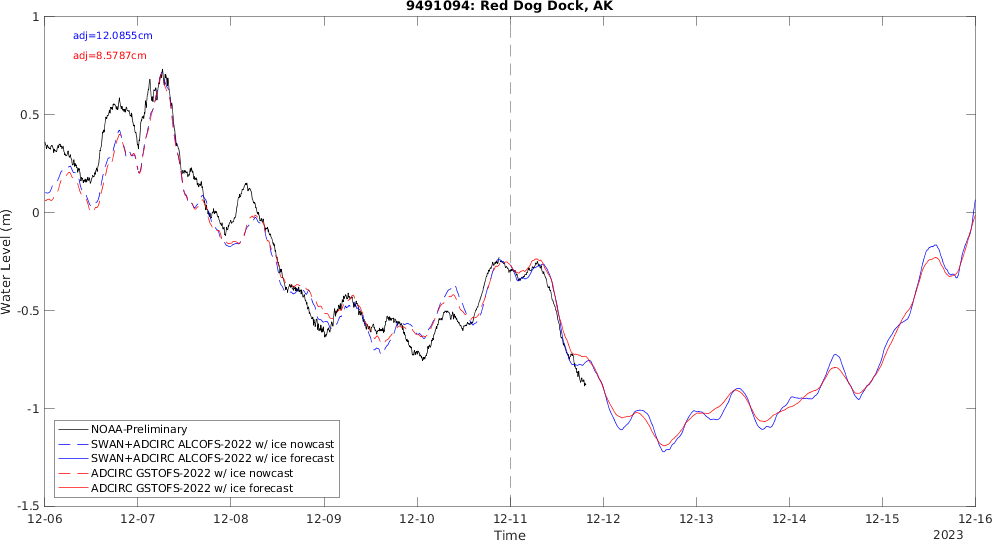 9491094: Red Dog Dock, AK
adj=12.0855cm
adj=8.5787cm
1
0.5
0
-0.5
-1
-1.5
Water Level (m)
NOAA-Preliminary
SWAN+ADCIRC ALCOFS-2022 w/ ice nowcast
SWAN+ADCIRC ALCOFS-2022 w/ ice forecast
ADCIRC GSTOFS-2022 w/ ice nowcast
ADCIRC GSTOFS-2022 w/ ice forecast
12-06 12-07 12-08 12-09 12-10 12-11 12-12 12-13 12-14 12-15 12-16
Time
2023